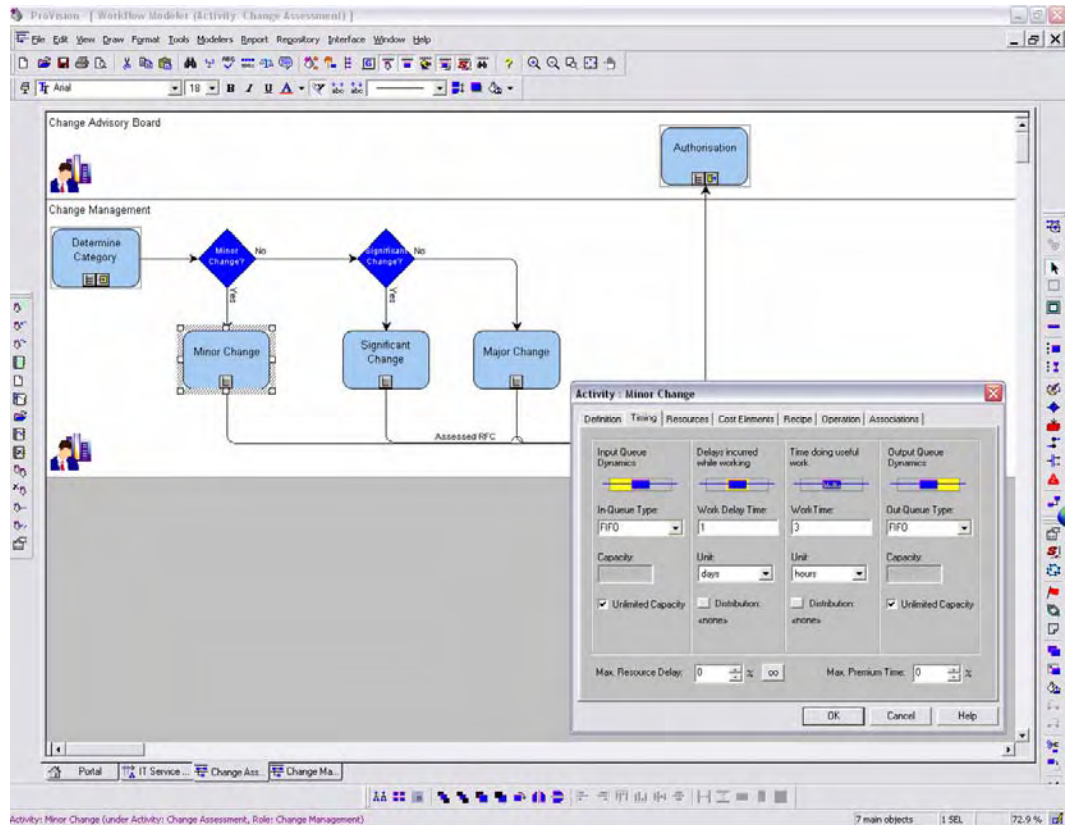 ProVision - [ Workflow Modeler (Activity: Change Assessment) ]
File Edit View Draw Format Tools Modelers Report Repository Interface Window Help
Arial 18 B I U A
Change Advisory Board
Authorisation
Change Management
Determine
Category
Minor
Change?
No
Significant
Change?
No
Yes
Yes
Minor Change
Significant
Change
Major Change
Assessed RFC
Activity : Minor Change
Definition Timing Resources Cost Elements Recipe Operation Associations
Input Queue
Dynamics
Delays incurred
while working
Time doing useful
work.
Output Queue
Dynamics
In-Queue Type:
FIFO
Work Delay Time:
1
Work Time:
3
Out-Queue Type:
FIFO
Capacity:
Unit:
days
Unit:
hours
Capacity:
Unlimited Capacity
Distribution:
<none>
Distribution:
<none>
Unlimited Capacity
Max. Resource Delay: 0 % ∞ Max. Premium Time: 0 %
OK Cancel Help
Portal IT Service ... Change Ass... Change Ma...
Activity: Minor Change (under Activity: Change Assessment, Role: Change Management) 7 main objects 1 SEL 72.9 %